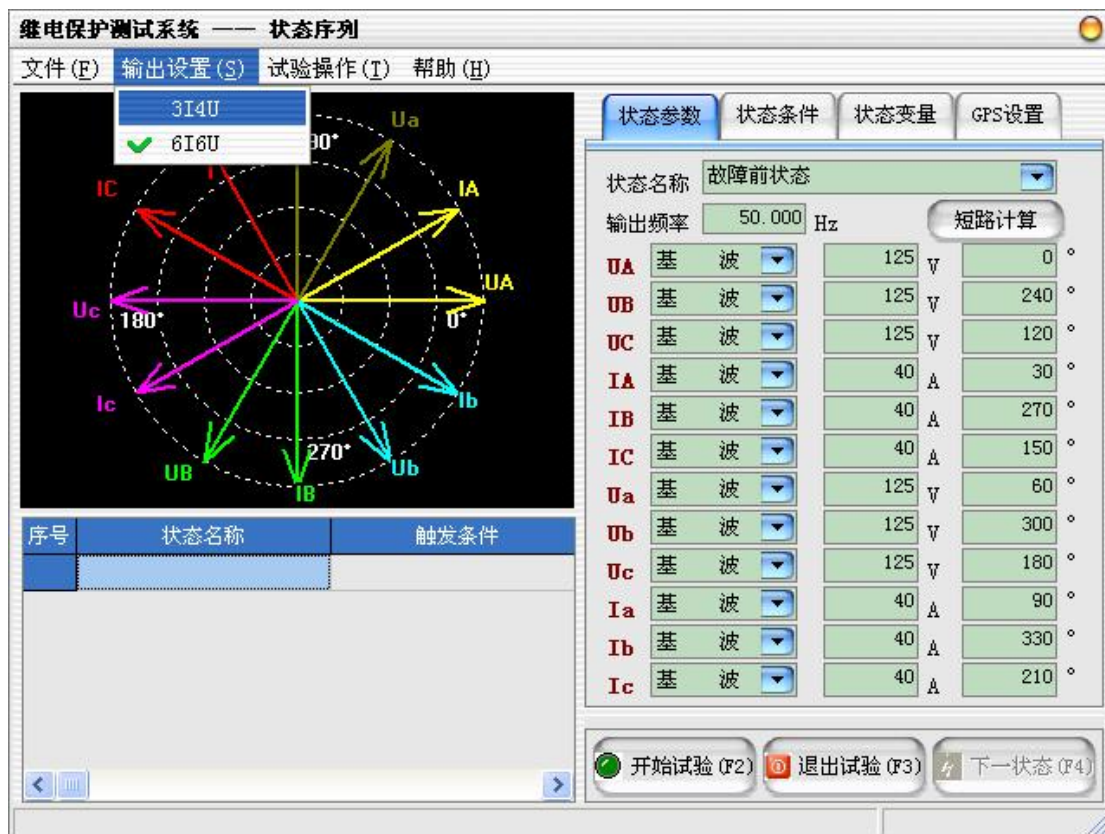 继电保护测试系统 —— 状态序列
文件(F) 输出设置(S) 试验操作(T) 帮助(H)
3I4U
6I6U
Ua
90°
IC
IA
UA
Uc
180°
0°
Ic
Ib
270°
UB
Ub
IB
序号 状态名称 触发条件
状态参数 状态条件 状态变量 GPS设置
状态名称 故障前状态
输出频率 50.000 Hz 短路计算
UA 基 波 125 V 0 °
UB 基 波 125 V 240 °
UC 基 波 125 V 120 °
IA 基 波 40 A 30 °
IB 基 波 40 A 270 °
IC 基 波 40 A 150 °
Ua 基 波 125 V 60 °
Ub 基 波 125 V 300 °
Uc 基 波 125 V 180 °
Ia 基 波 40 A 90 °
Ib 基 波 40 A 330 °
Ic 基 波 40 A 210 °
开始试验(F2) 退出试验(F3) 下一状态(F4)